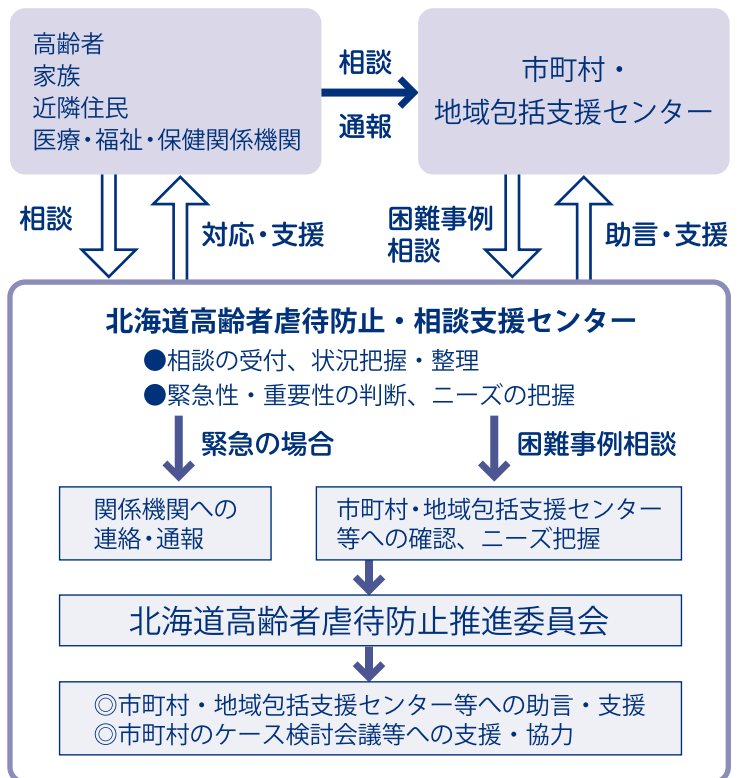 高齢者
家族
近隣住民
医療・福祉・保健関係機関
相談
通報
市町村・
地域包括支援センター
相談
対応・支援
困難事例
相談
助言・支援
北海道高齢者虐待防止・相談支援センター
●相談の受付、状況把握・整理
●緊急性・重要性の判断、ニーズの把握
緊急の場合
困難事例相談
関係機関への
連絡・通報
市町村・地域包括支援センター
等への確認、ニーズ把握
北海道高齢者虐待防止推進委員会
◎市町村・地域包括支援センター等への助言・支援
◎市町村のケース検討会議等への支援・協力